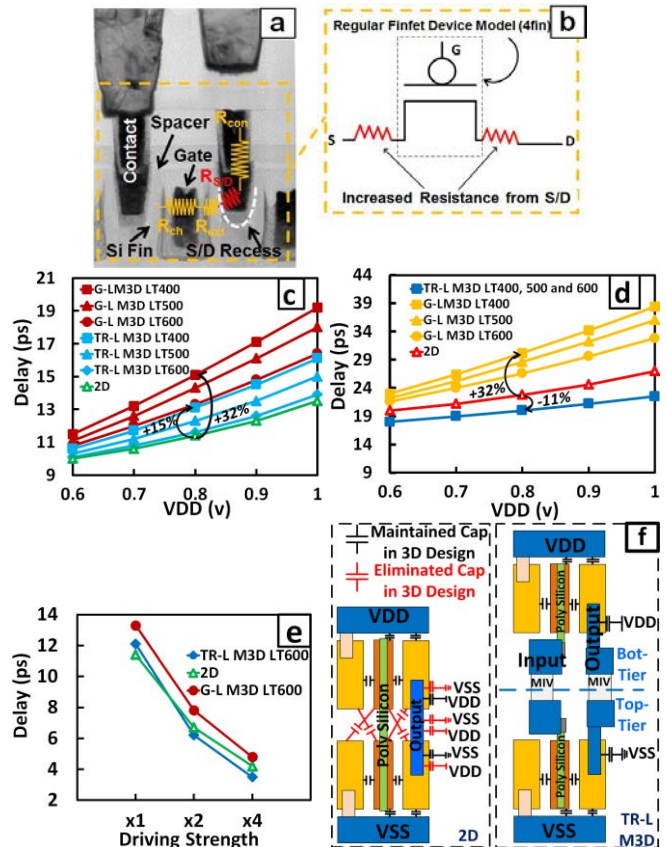 a
Contact
Spacer
Gate
Rcon
RS/D
Rch
Rext
Si Fin
S/D Recess
b
Regular Finfet Device Model (4fin)
G
S
D
Increased Resistance from S/D
c
21
19
17
15
13
11
9
Delay (ps)
G-LM3D LT400
G-L M3D LT500
G-L M3D LT600
TR-L M3D LT400
TR-L M3D LT500
TR-L M3D LT600
2D
+15%
+32%
0.6 0.7 0.8 0.9 1
VDD (v)
d
44
39
34
29
24
19
14
Delay (ps)
TR-L M3D LT400, 500 and 600
G-LM3D LT400
G-L M3D LT500
G-L M3D LT600
2D
+32%
-11%
0.6 0.7 0.8 0.9 1
VDD (v)
e
14
12
10
8
6
4
2
Delay (ps)
TR-L M3D LT600
2D
G-L M3D LT600
x1 x2 x4
Driving Strength
Maintained Cap
in 3D Design
Eliminated Cap
in 3D Design
VDD
Poly Silicon
Output
VSS
VDD
VSS
VDD
VSS
VDD
VSS
2D
f
VDD
Poly Silicon
Output
VDD
Input
Bot-
Tier
MIV
MIV
Top-
Tier
Poly Silicon
VSS
VSS
TR-L
M3D